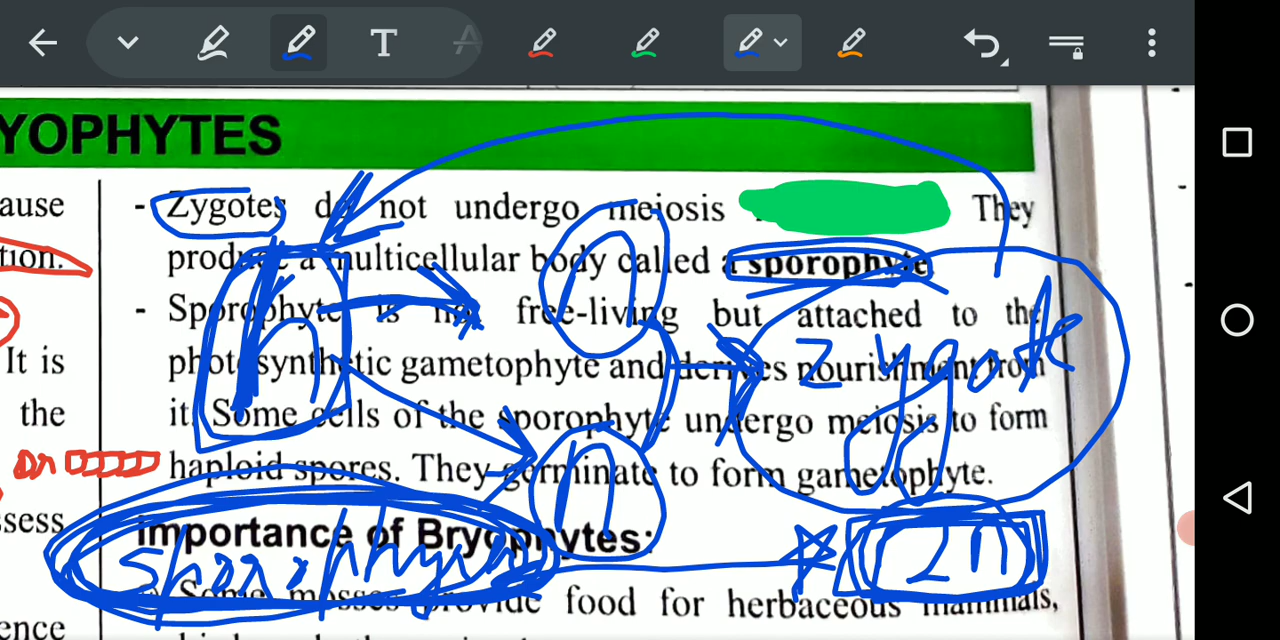 T A
YOPHYTES
ause
tion.
It is
the
ssess
ence
- Zygotes do not undergo meiosis They
produce a multicellular body called a sporophyte
- Sporophyte is not free-living but attached to the
photosynthetic gametophyte and derives nourishment from
it. Some cells of the sporophyte undergo meiosis to form
haploid spores. They germinate to form gametophyte.
Importance of Bryophytes:
Some mosses provide food for herbaceous mammals,
n
n
n
zygote
2n